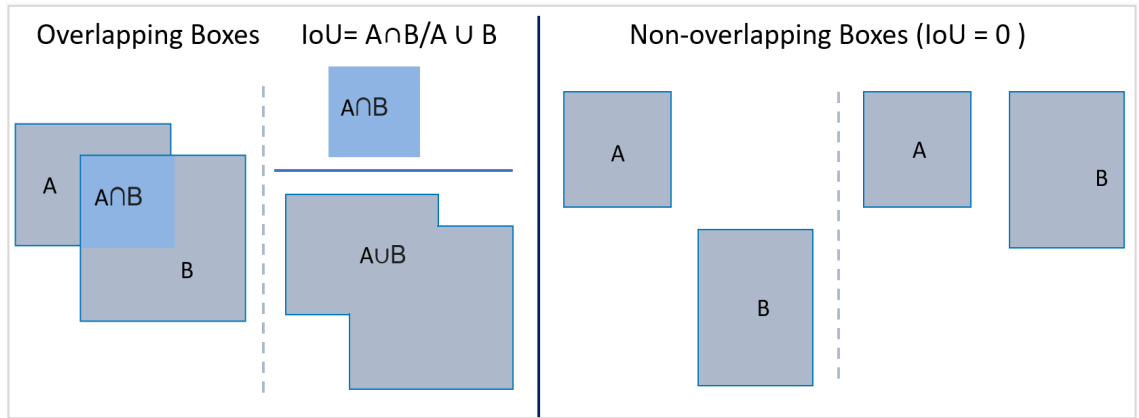 Overlapping Boxes
IoU= A∩B/A ∪ B
A∩B
A
A∩B
B
A∪B
Non-overlapping Boxes (IoU = 0 )
A
B
A
B